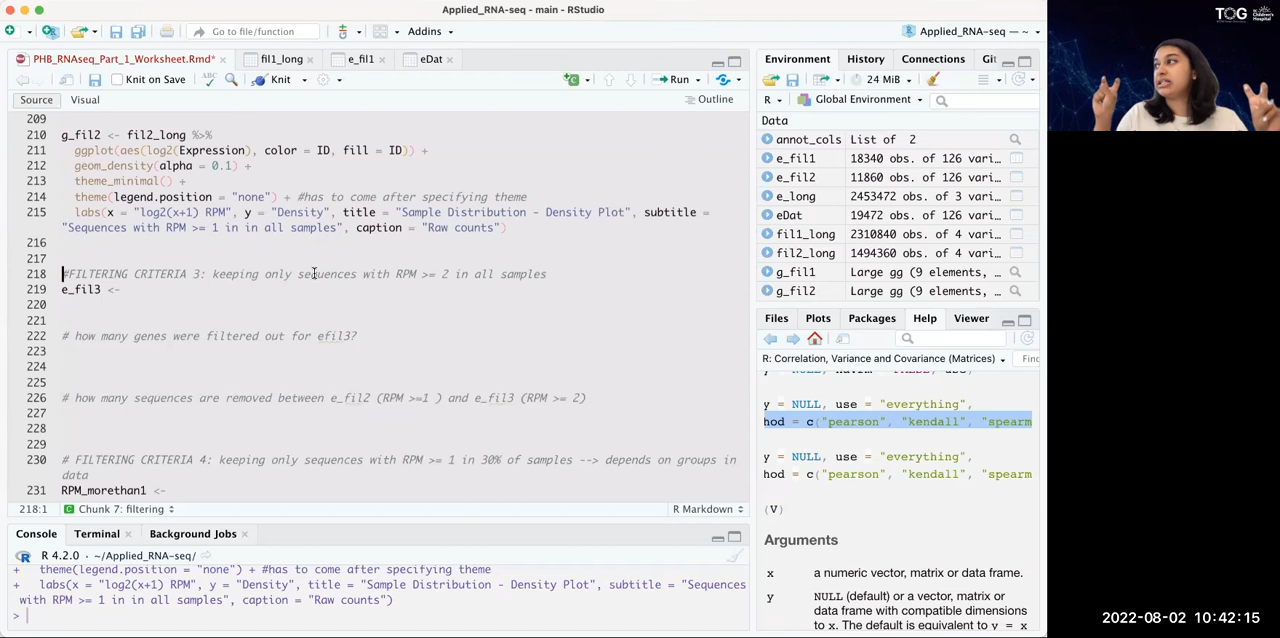 Applied_RNA-seq - main - RStudio
Go to file/function
Addins
Applied_RNA-seq — ~
PHB_RNAseq_Part_1_Worksheet.Rmd*
fil1_long
e_fil1
eDat
Knit on Save
ABC
Knit
Run
Source
Visual
Outline
209
210 g_fil2 <- fil2_long %>%
211 ggplot(aes(log2(Expression), color = ID, fill = ID)) +
212 geom_density(alpha = 0.1) +
213 theme_minimal() +
214 theme(legend.position = "none") + #has to come after specifying theme
215 labs(x = "log2(x+1) RPM", y = "Density", title = "Sample Distribution - Density Plot", subtitle =
"Sequences with RPM >= 1 in in all samples", caption = "Raw counts")
216
217
218 #FILTERING CRITERIA 3: keeping only sequences with RPM >= 2 in all samples
219 e_fil3 <-
220
221
222 # how many genes were filtered out for efil3?
223
224
225
226 # how many sequences are removed between e_fil2 (RPM >=1 ) and e_fil3 (RPM >= 2)
227
228
229
230 # FILTERING CRITERIA 4: keeping only sequences with RPM >= 1 in 30% of samples --> depends on groups in
data
231 RPM_morethan1 <-
218:1
Chunk 7: filtering
R Markdown
Console
Terminal
Background Jobs
R 4.2.0 · ~/Applied_RNA-seq/
+ theme(legend.position = "none") + #has to come after specifying theme
+ labs(x = "log2(x+1) RPM", y = "Density", title = "Sample Distribution - Density Plot", subtitle = "Sequences
with RPM >= 1 in in all samples", caption = "Raw counts")
>
Environment
History
Connections
Git
24 MiB
R
Global Environment
Data
annot_cols List of 2
e_fil1 18340 obs. of 126 vari…
e_fil2 11860 obs. of 126 vari…
e_long 2453472 obs. of 3 vari…
eDat 19472 obs. of 126 vari…
fil1_long 2310840 obs. of 4 vari…
fil2_long 1494360 obs. of 4 vari…
g_fil1 Large gg (9 elements, …
g_fil2 Large gg (9 elements, …
Files
Plots
Packages
Help
Viewer
R: Correlation, Variance and Covariance (Matrices)
Find
y = NULL, use = "everything",
hod = c("pearson", "kendall", "spearm
y = NULL, use = "everything",
hod = c("pearson", "kendall", "spearm
(V)
Arguments
x a numeric vector, matrix or data frame.
y NULL (default) or a vector, matrix or
data frame with compatible dimensions
to x. The default is equivalent to y = x
TOG
2022-08-02 10:42:15